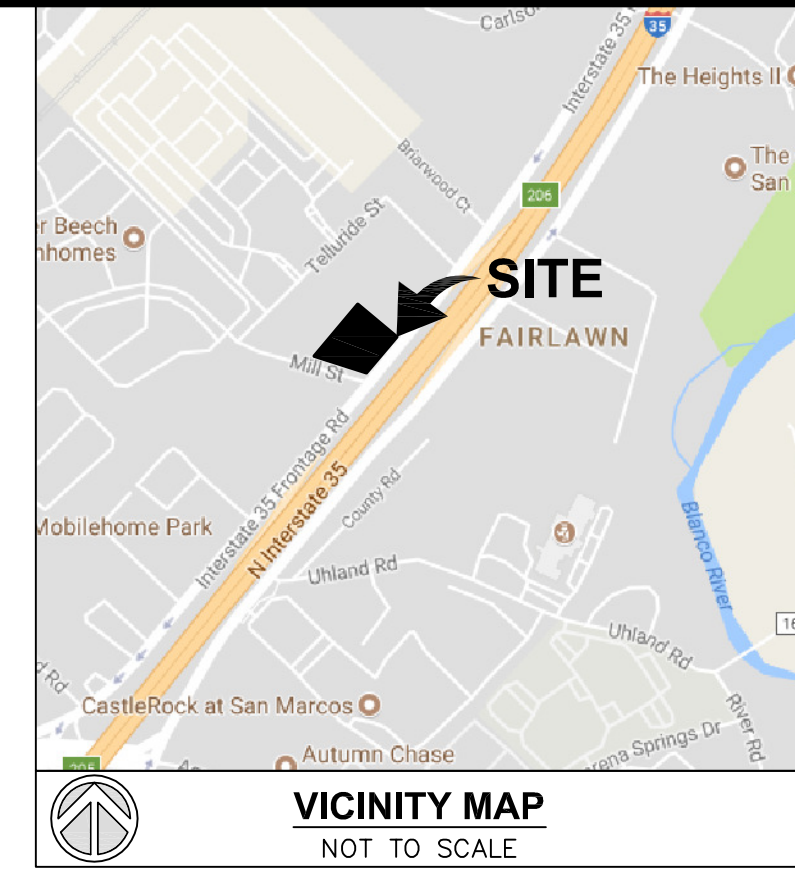 Carlso
35
Interstate 35
The Heights II
Briarwood Ct
The
San
206
Telluride St
r Beech
nhomes
SITE
FAIRLAWN
Mill St
Interstate 35 Frontage Rd
N Interstate 35
County Rd
Mobilehome Park
Blanco River
Uhland Rd
16
Uhland Rd
d Rd
CastleRock at San Marcos
River Rd
Autumn Chase
rena Springs Dr
205
VICINITY MAP
NOT TO SCALE